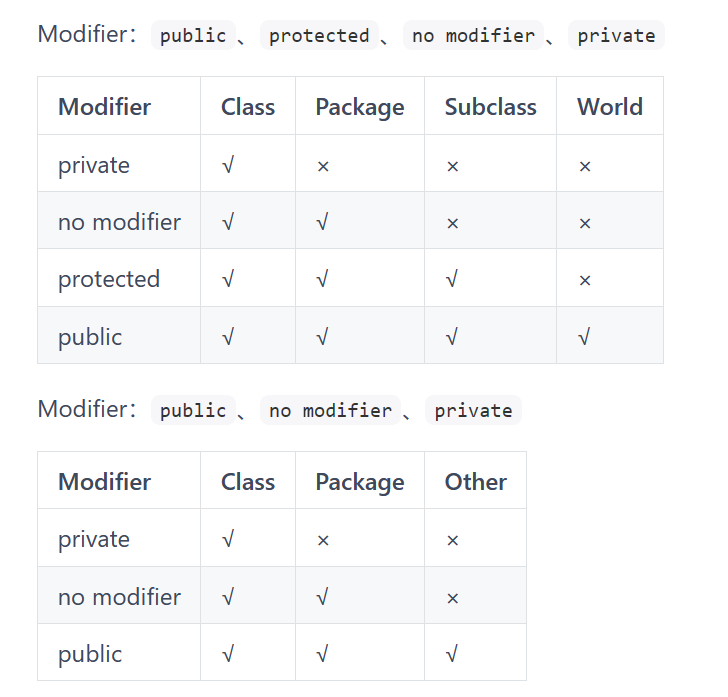 Modifier： public 、 protected 、 no modifier 、 private
Modifier Class Package Subclass World
private √ × × ×
no modifier √ √ × ×
protected √ √ √ ×
public √ √ √ √
Modifier： public 、 no modifier 、 private
Modifier Class Package Other
private √ × ×
no modifier √ √ ×
public √ √ √